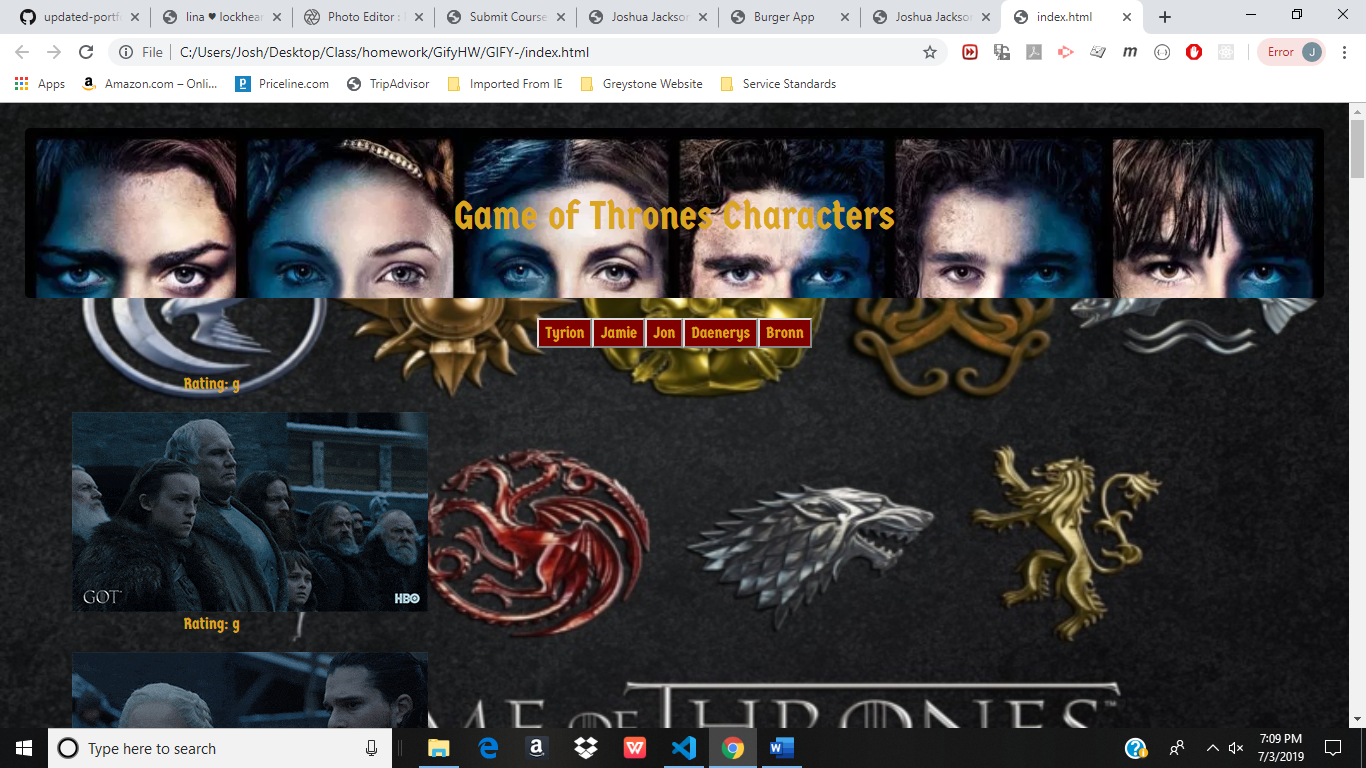 updated-portf
lina ♥ lockhear
Photo Editor :
Submit Course
Joshua Jackson
Burger App
Joshua Jackson
index.html
File
C:/Users/Josh/Desktop/Class/homework/GifyHW/GIFY-/index.html
Error J
Apps
Amazon.com – Onli...
Priceline.com
TripAdvisor
Imported From IE
Greystone Website
Service Standards
Game of Thrones Characters
Tyrion Jamie Jon Daenerys Bronn
Rating: g
GOT HBO
Rating: g
GAME OF THRONES™
Type here to search
7:09 PM
7/3/2019